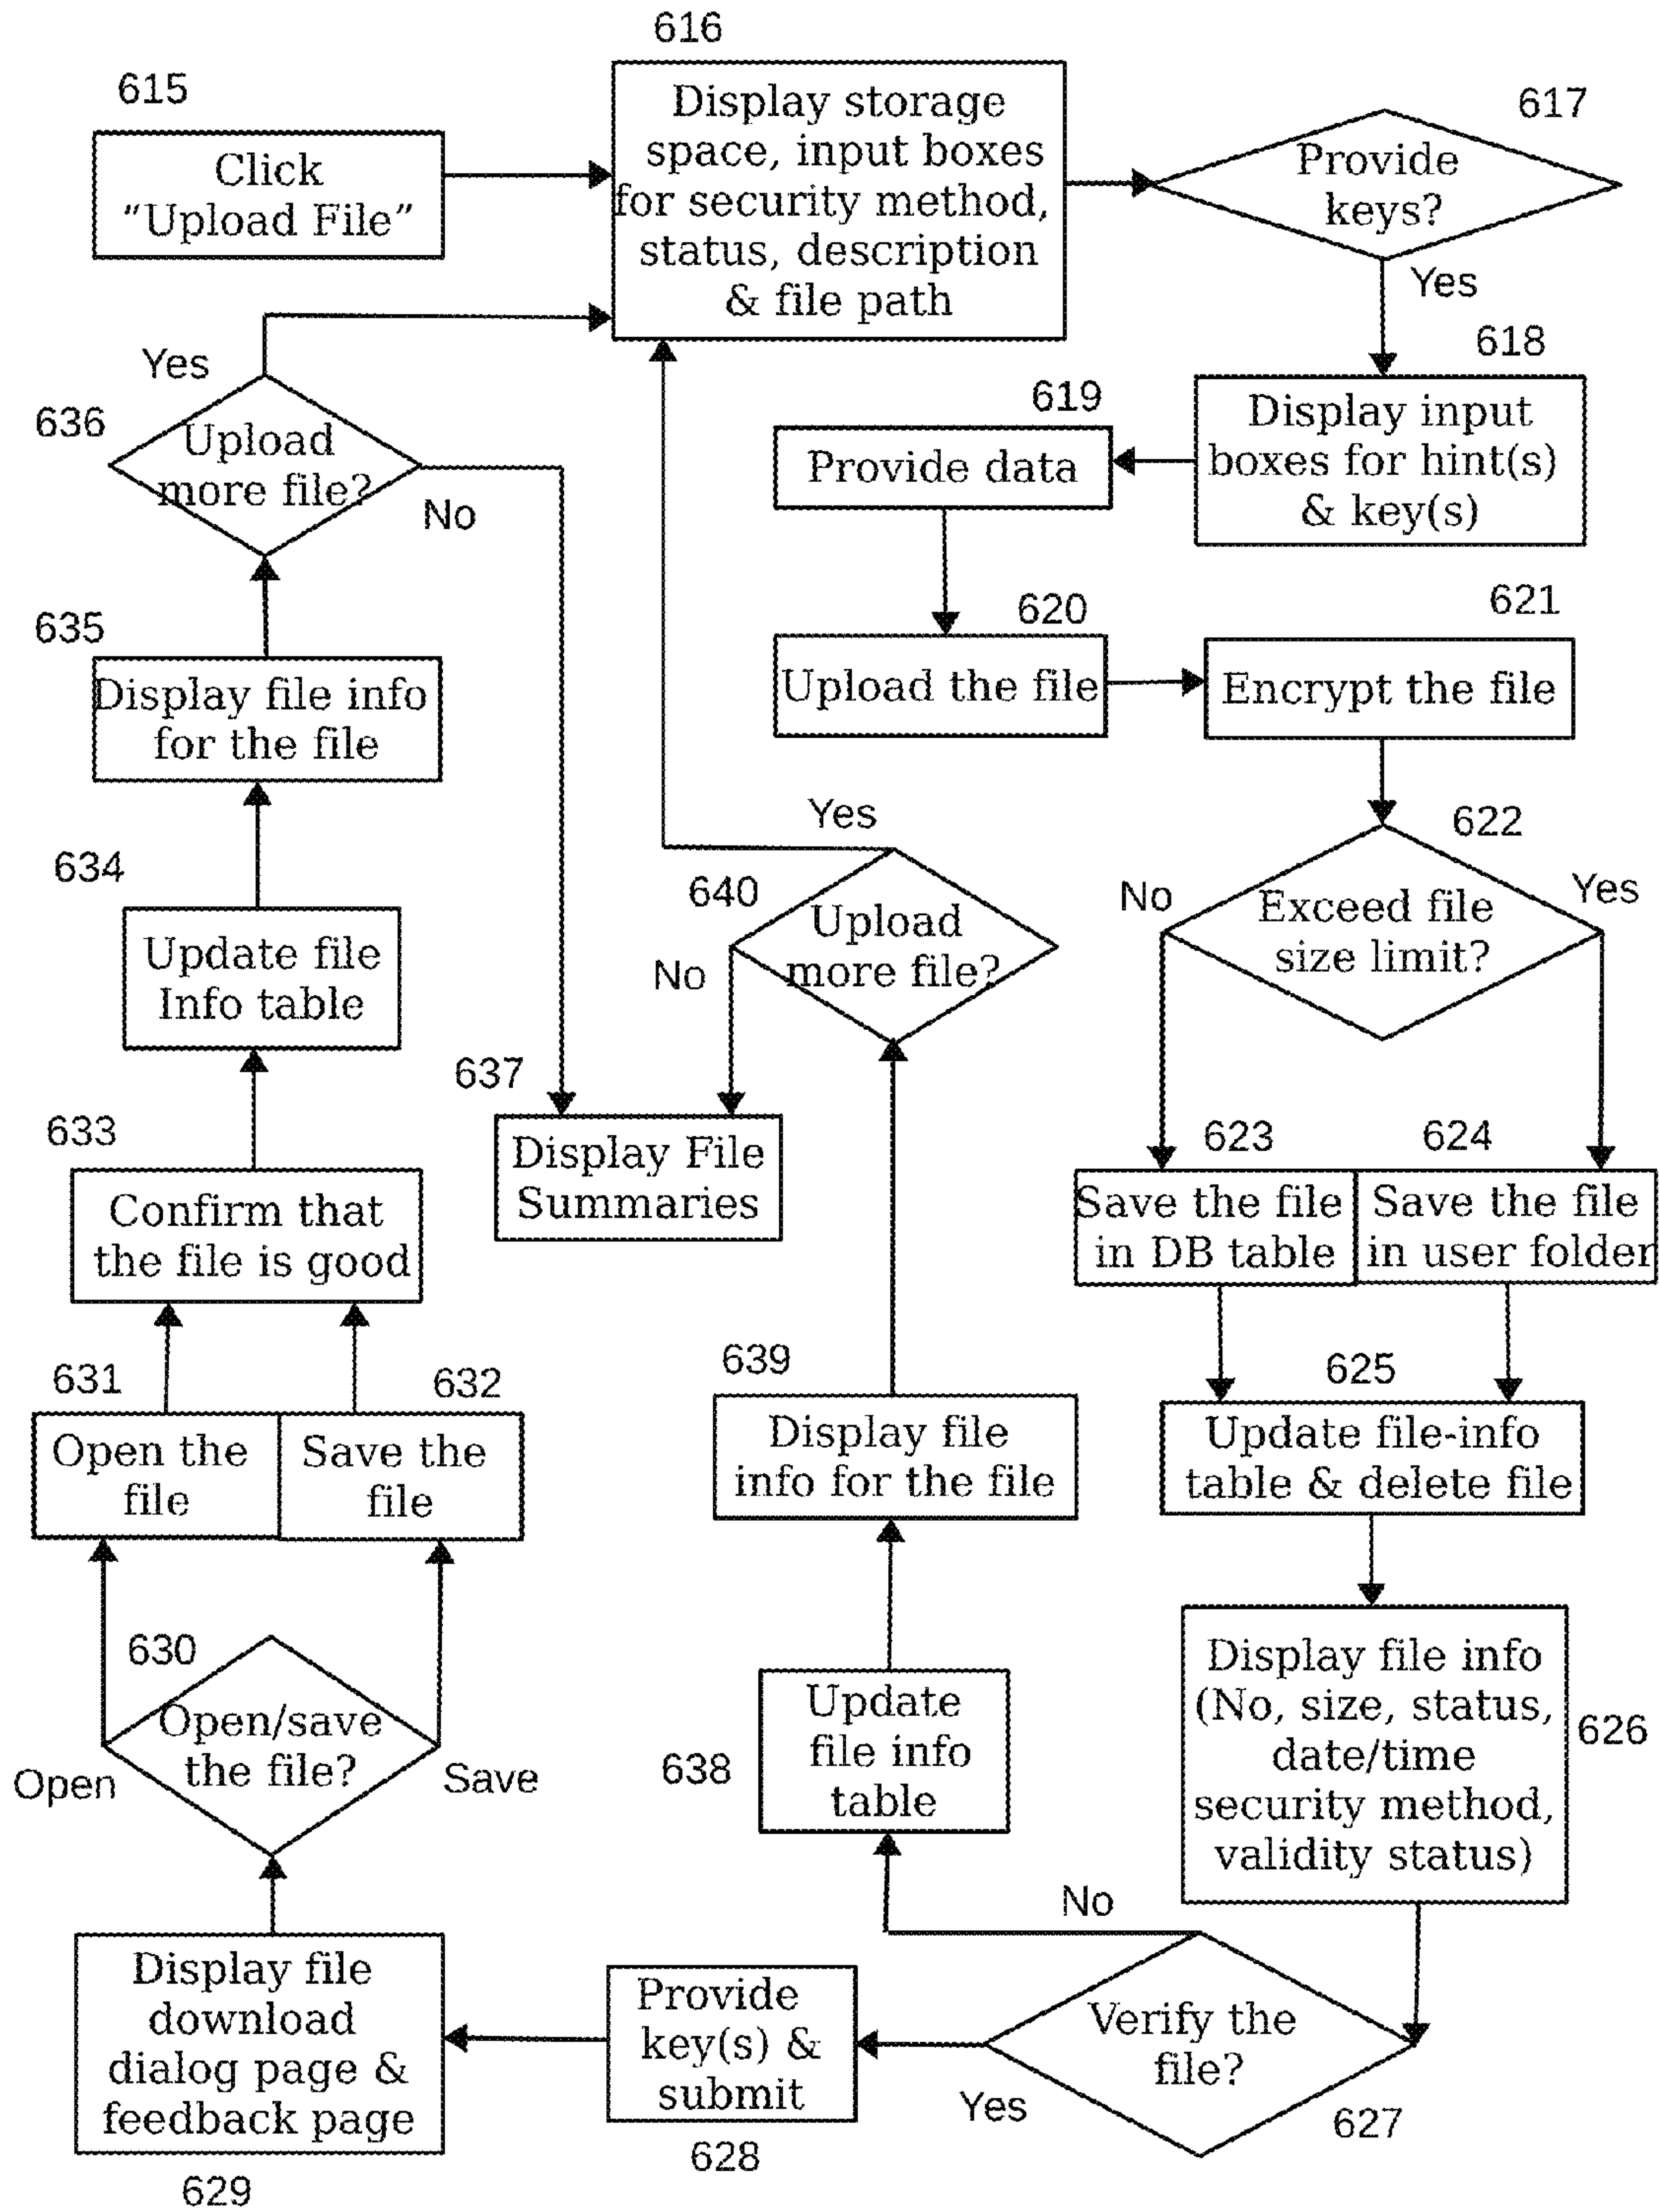 616
615
Click
“Upload File”
Display storage
space, input boxes
for security method,
status, description
& file path
617
Provide
keys?
Yes
618
Display input
boxes for hint(s)
& key(s)
619
Provide data
620
Upload the file
621
Encrypt the file
622
Exceed file
size limit?
No
Yes
623
Save the file
in DB table
624
Save the file
in user folder
625
Update file-info
table & delete file
626
Display file info
(No, size, status,
date/time
security method,
validity status)
627
Verify the
file?
No
Yes
628
Provide
key(s) &
submit
629
Display file
download
dialog page &
feedback page
630
Open/save
the file?
Open
Save
631
Open the
file
632
Save the
file
633
Confirm that
the file is good
634
Update file
Info table
635
Display file info
for the file
636
Upload
more file?
Yes
No
637
Display File
Summaries
638
Update
file info
table
639
Display file
info for the file
640
Upload
more file?
Yes
No